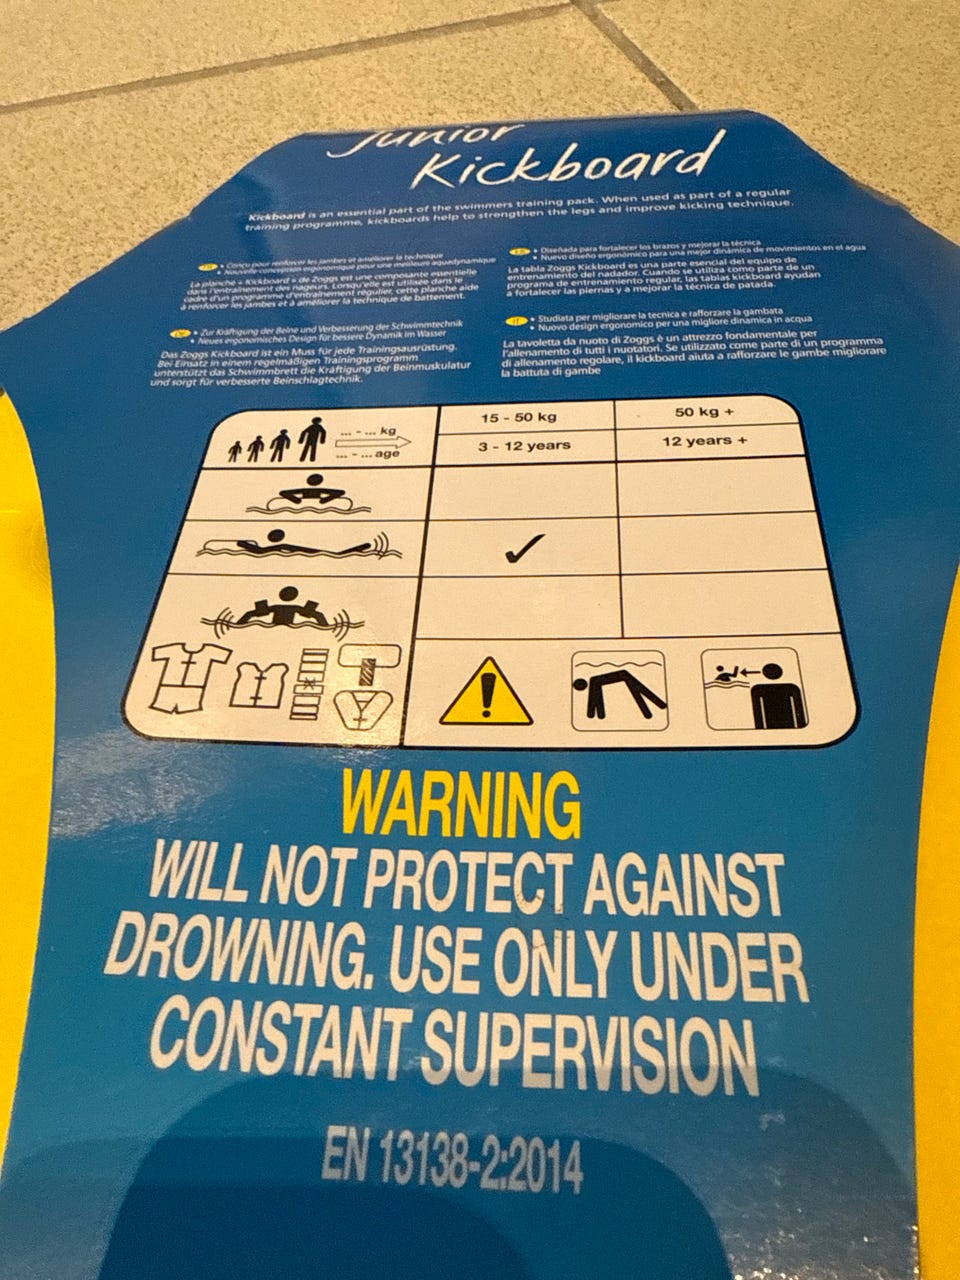 Junior
Kickboard
Kickboard is an essential part of the swimmers training pack. When used as part of a regular
training programme, kickboards help to strengthen the legs and improve kicking technique.
FR • Conçu pour renforcer les jambes et améliorer la technique
• Nouvelle conception ergonomique pour une meilleure aquadynamique
La planche « Kickboard » de Zoggs est une composante essentielle
dans l'entraînement des nageurs. Lorsqu'elle est utilisée dans le
cadre d'un programme d'entraînement régulier, cette planche aide
à renforcer les jambes et à améliorer la technique de battement.
DE • Zur Kräftigung der Beine und Verbesserung der Schwimmtechnik
• Neues ergonomisches Design für bessere Dynamik im Wasser
Das Zoggs Kickboard ist ein Muss für jede Trainingsausrüstung.
Bei Einsatz in einem regelmäßigen Trainingsprogramm
unterstützt das Schwimmbrett die Kräftigung der Beinmuskulatur
und sorgt für verbesserte Beinschlagtechnik.
ES • Diseñada para fortalecer los brazos y mejorar la técnica
• Nuevo diseño ergonómico para una mejor dinámica de movimientos en el agua
La tabla Zoggs Kickboard es una parte esencial del equipo de
entrenamiento del nadador. Cuando se utiliza como parte de un
programa de entrenamiento regular, las tablas kickboard ayudan
a fortalecer las piernas y a mejorar la técnica de patada.
IT • Studiata per migliorare la tecnica e rafforzare la gambata
• Nuovo design ergonomico per una migliore dinamica in acqua
La tavoletta da nuoto di Zoggs è un attrezzo fondamentale per
l'allenamento di tutti i nuotatori. Se utilizzato come parte di un programma
di allenamento regolare, il kickboard aiuta a rafforzare le gambe migliorare
la battuta di gambe
... - ... kg
... - ... age
15 - 50 kg
50 kg +
3 - 12 years
12 years +
WARNING
WILL NOT PROTECT AGAINST
DROWNING. USE ONLY UNDER
CONSTANT SUPERVISION
EN 13138-2:2014